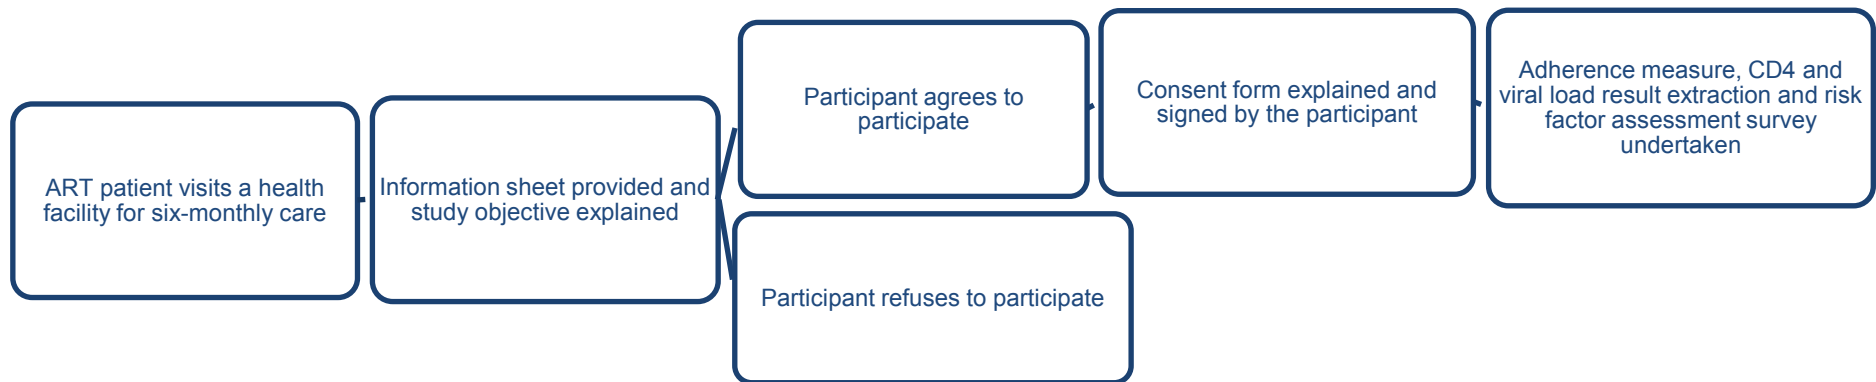 ART patient visits a health
facility for six-monthly care
Information sheet provided and
study objective explained
Participant agrees to
participate
Consent form explained and
signed by the participant
Adherence measure, CD4 and
viral load result extraction and risk
factor assessment survey
undertaken
Participant refuses to participate